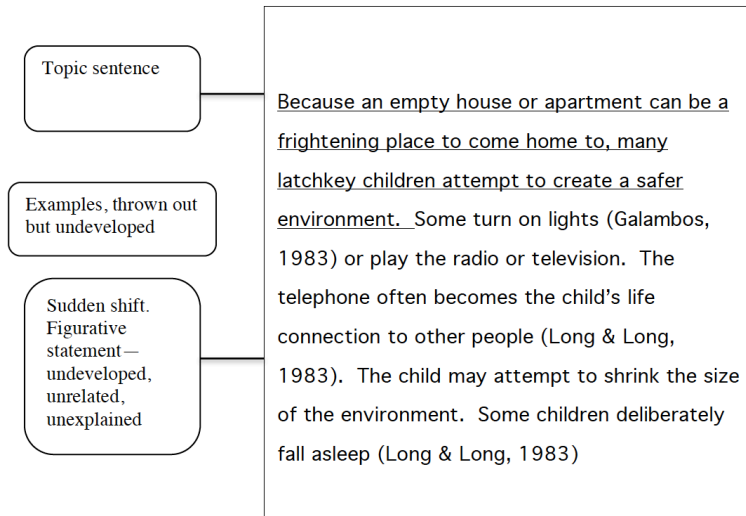 Topic sentence
Examples, thrown out
but undeveloped
Sudden shift.
Figurative
statement—
undeveloped,
unrelated,
unexplained
Because an empty house or apartment can be a
frightening place to come home to, many
latchkey children attempt to create a safer
environment. Some turn on lights (Galambos,
1983) or play the radio or television. The
telephone often becomes the child's life
connection to other people (Long & Long,
1983). The child may attempt to shrink the size
of the environment. Some children deliberately
fall asleep (Long & Long, 1983)